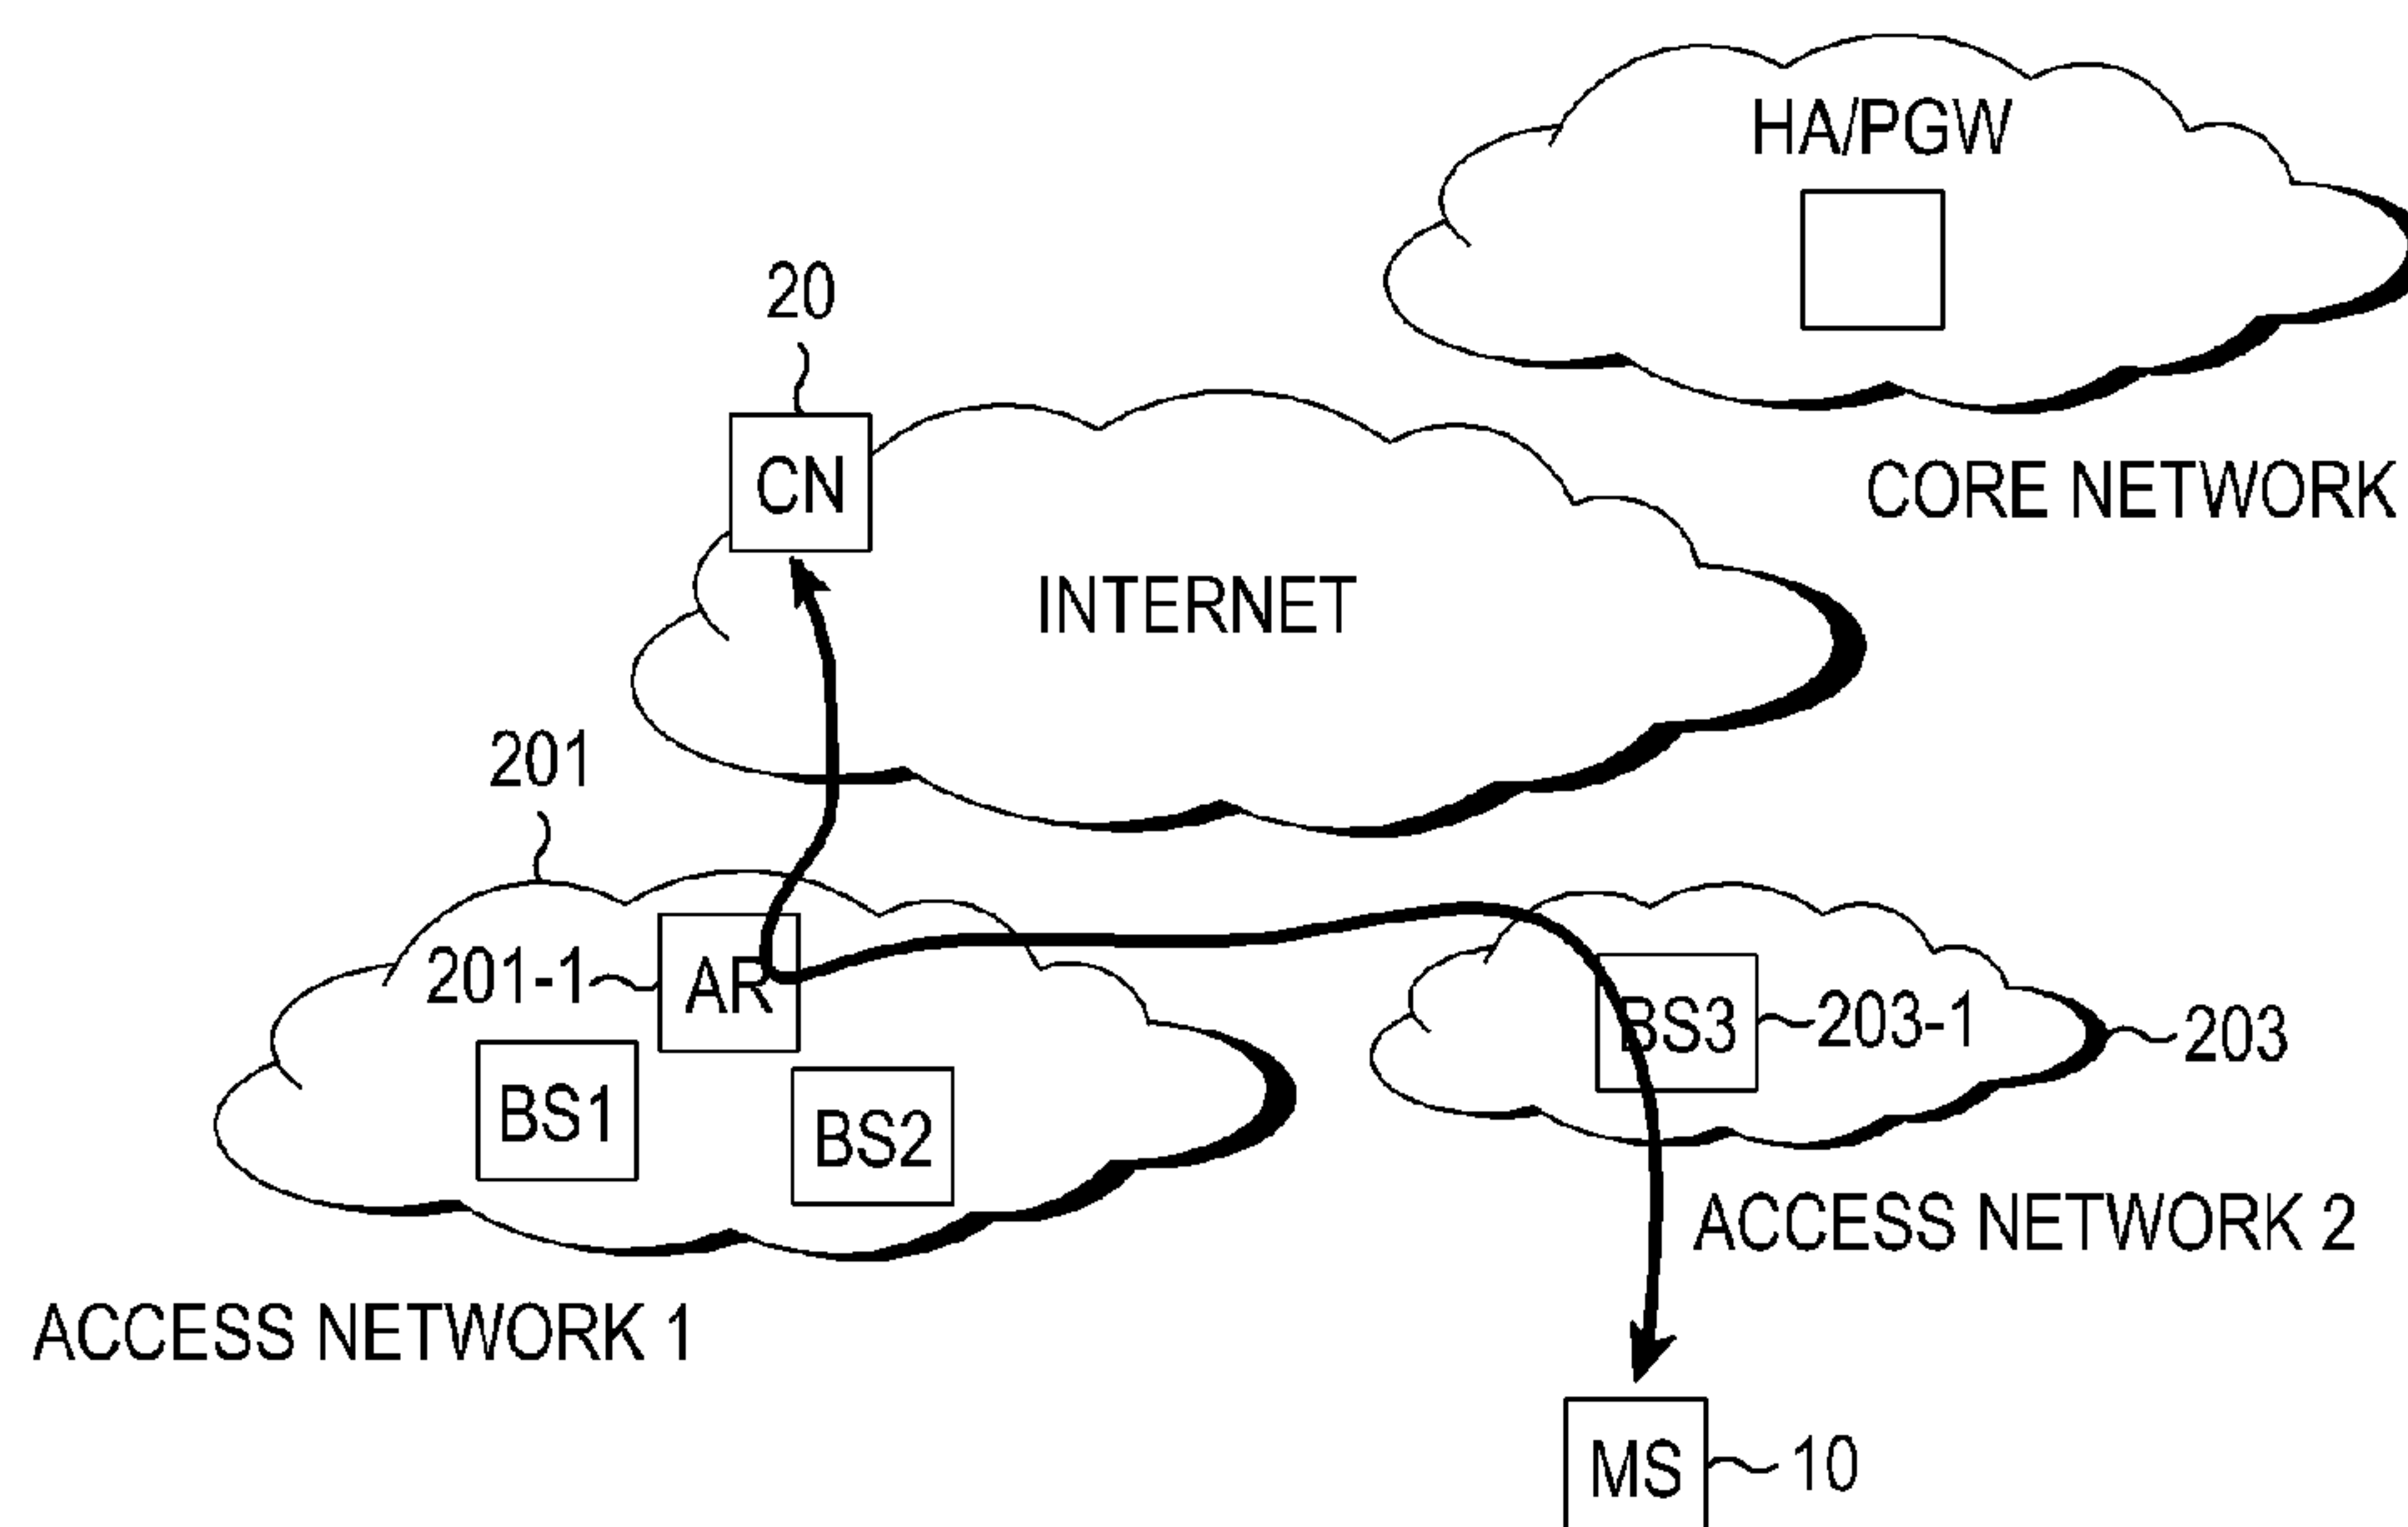 HA/PGW
20
CN
CORE NETWORK
INTERNET
201
201-1
AR
BS3
203-1
203
BS1
BS2
ACCESS NETWORK 2
ACCESS NETWORK 1
MS
10